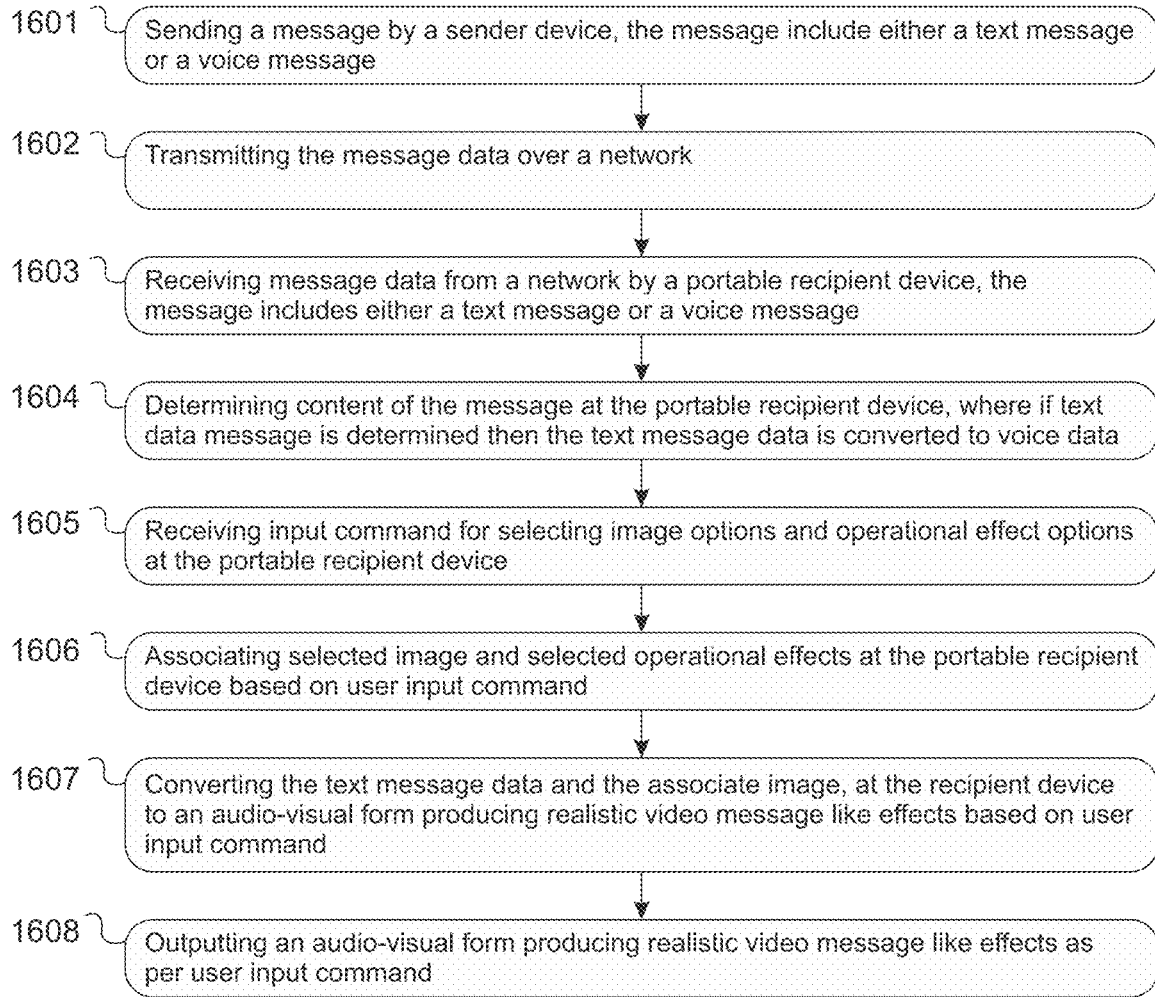 1601
Sending a message by a sender device, the message include either a text message
or a voice message
1602
Transmitting the message data over a network
1603
Receiving message data from a network by a portable recipient device, the
message includes either a text message or a voice message
1604
Determining content of the message at the portable recipient device, where if text
data message is determined then the text message data is converted to voice data
1605
Receiving input command for selecting image options and operational effect options
at the portable recipient device
1606
Associating selected image and selected operational effects at the portable recipient
device based on user input command
1607
Converting the text message data and the associate image, at the recipient device
to an audio-visual form producing realistic video message like effects based on user
input command
1608
Outputting an audio-visual form producing realistic video message like effects as
per user input command